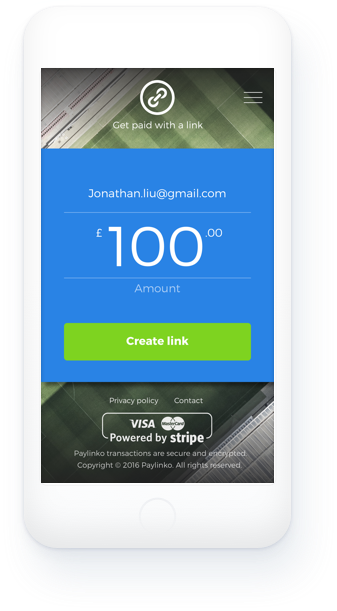 Get paid with a link
Jonathan.liu@gmail.com
£ 100 .00
Amount
Create link
Privacy policy Contact
VISA MasterCard
Powered by stripe
Paylinko transactions are secure and encrypted.
Copyright © 2016 Paylinko. All rights reserved.